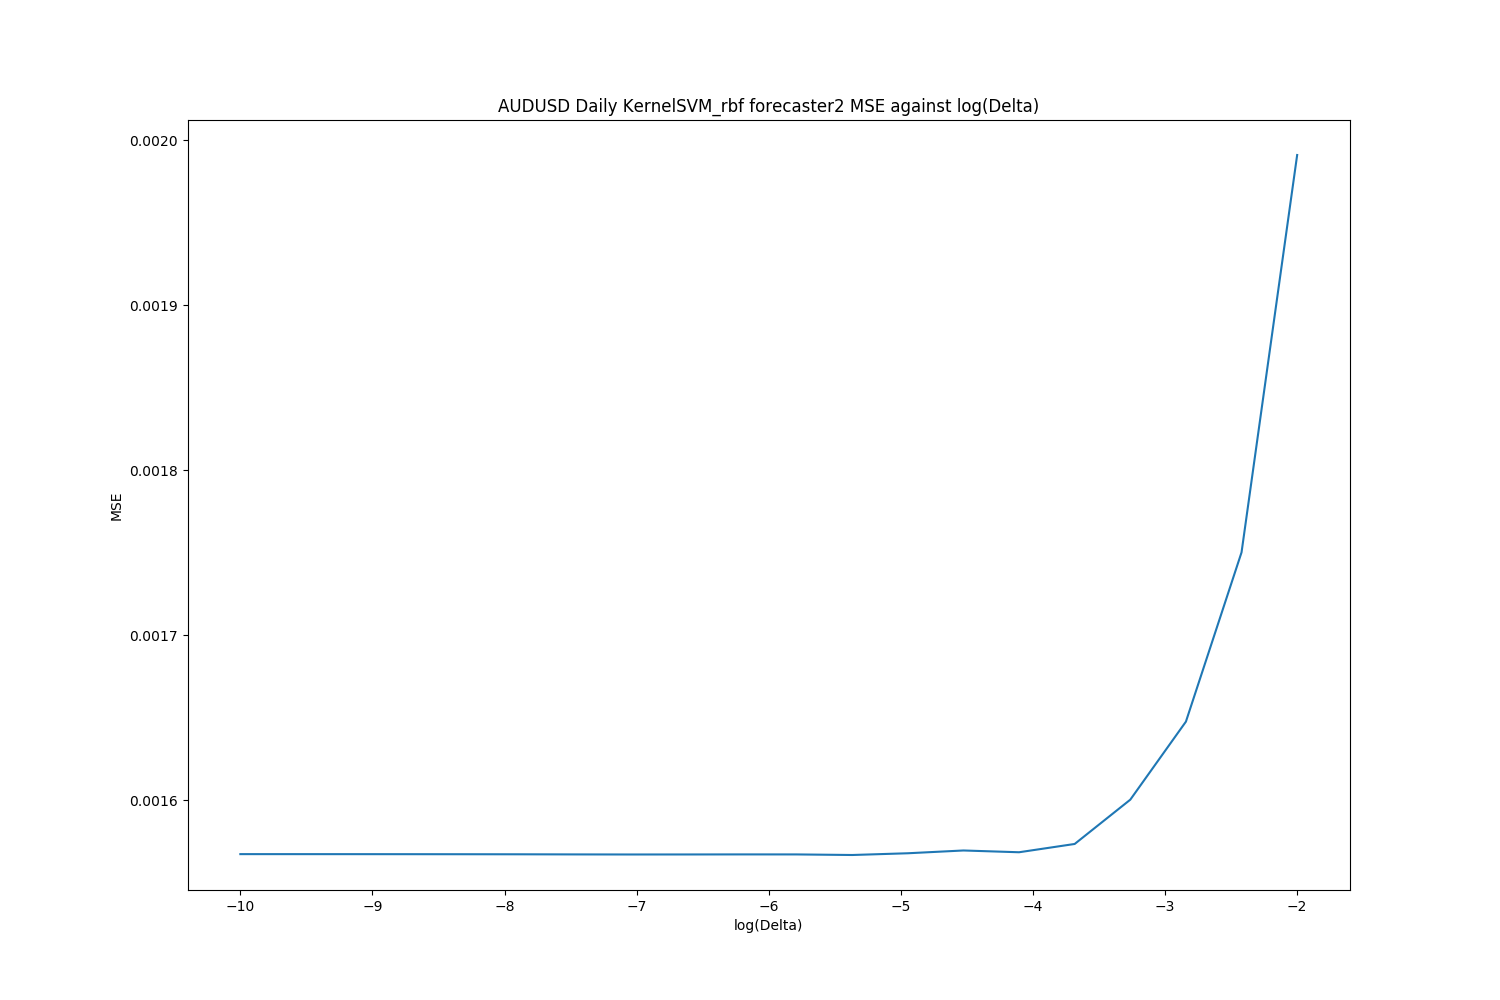 AUDUSD Daily KernelSVM_rbf forecaster2 MSE against log(Delta)
0.0020
0.0019
0.0018
MSE
0.0017
0.0016
−10 −9 −8 −7 −6 −5 −4 −3 −2
log(Delta)